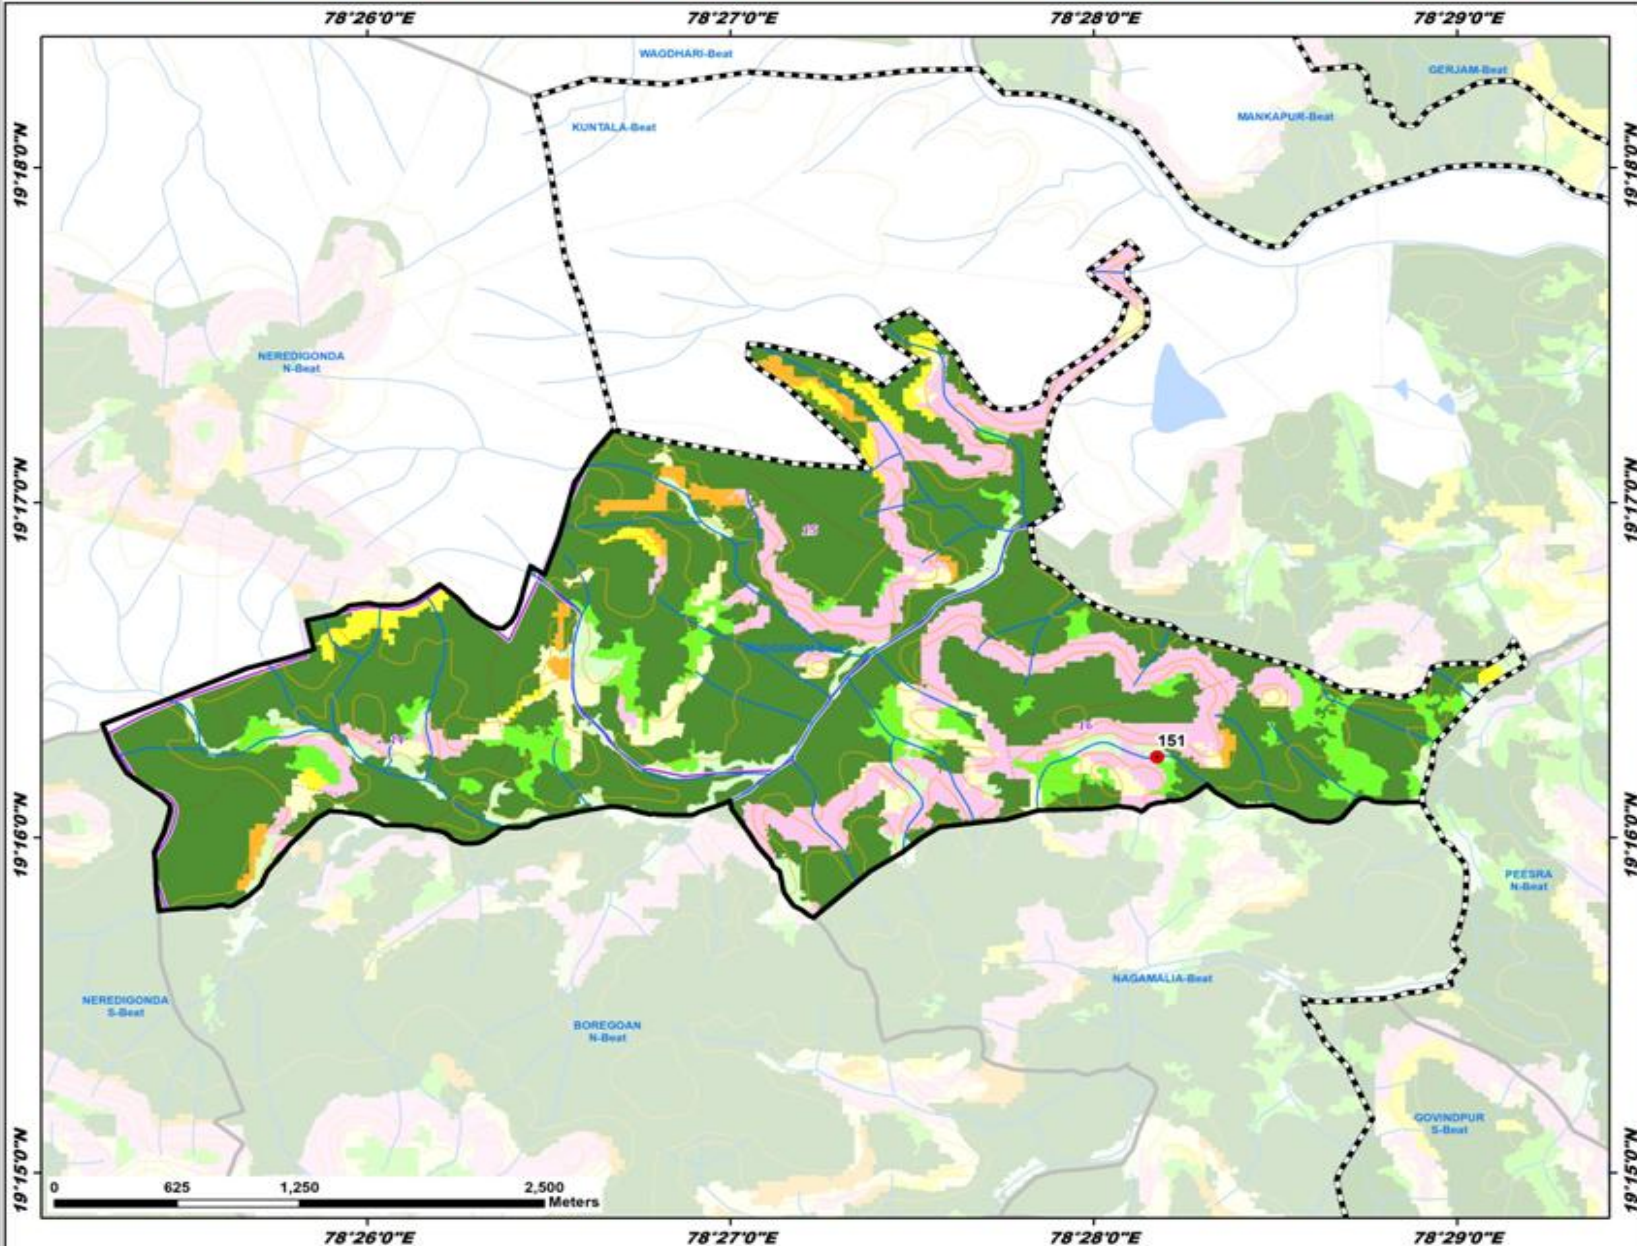 78°26'0"E 78°27'0"E 78°28'0"E 78°29'0"E
WAGDHARI-Beat
GERJAM-Beat
MANKAPUR-Beat
KUNTALA-Beat
19°18'0"N 19°18'0"N
NEREDIGONDA
N-Beat
19°17'0"N 19°17'0"N
15
16
151
19°16'0"N 19°16'0"N
PEESRA
N-Beat
NAGAMALIA-Beat
NEREDIGONDA
S-Beat
BOREGOAN
N-Beat
GOVINDPUR
S-Beat
19°15'0"N 19°15'0"N
0 625 1,250 2,500
Meters
78°26'0"E 78°27'0"E 78°28'0"E 78°29'0"E